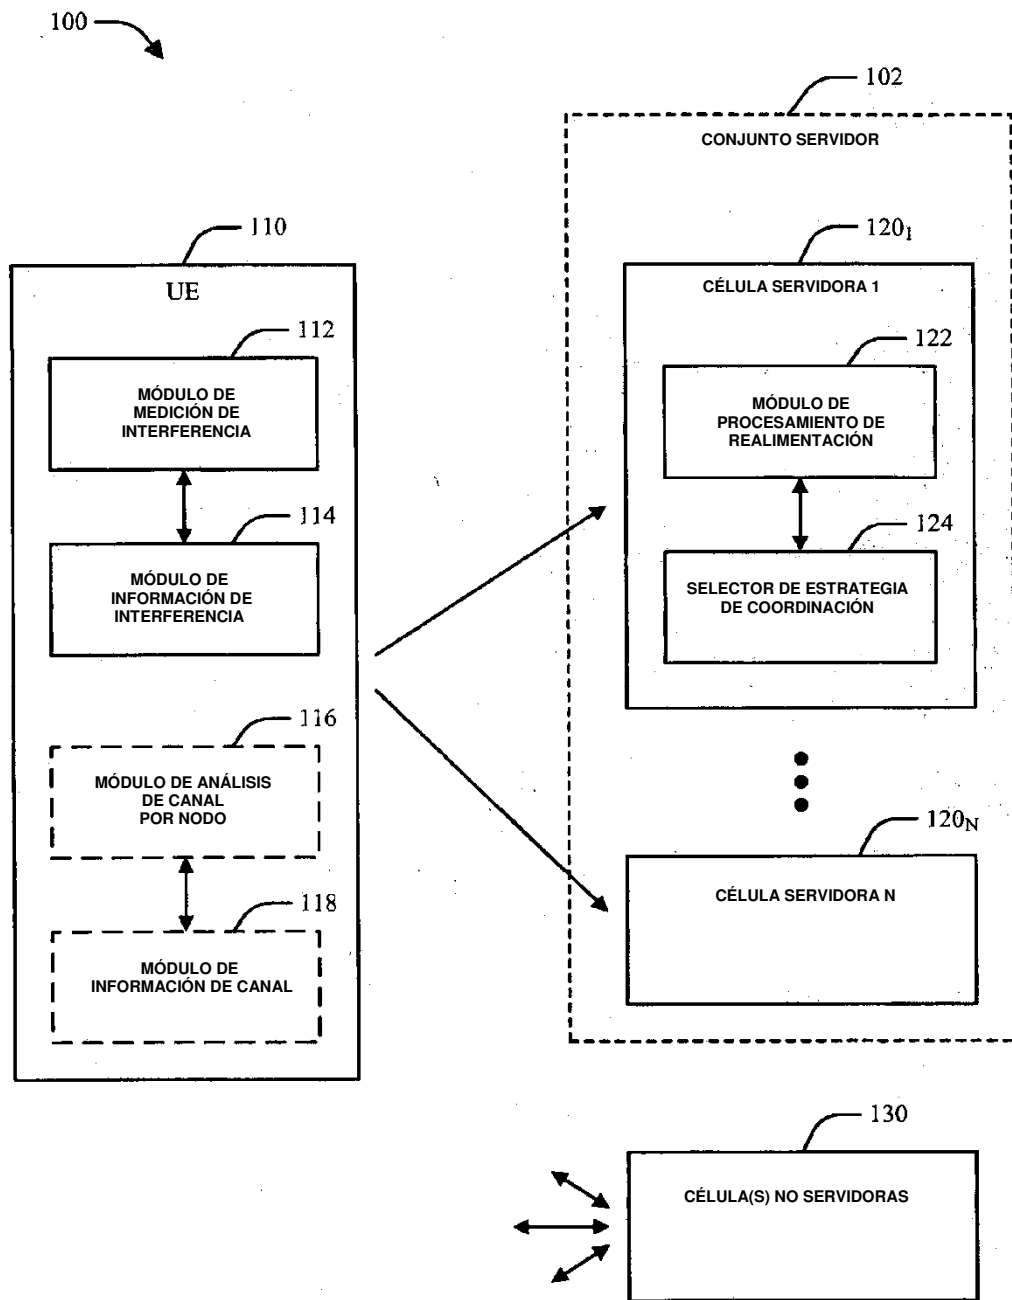 100
102
CONJUNTO SERVIDOR
110
UE
120₁
CÉLULA SERVIDORA 1
112
MÓDULO DE
MEDICIÓN DE
INTERFERENCIA
122
MÓDULO DE
PROCESAMIENTO DE
REALIMENTACIÓN
114
MÓDULO DE
INFORMACIÓN DE
INTERFERENCIA
124
SELECTOR DE ESTRATEGIA
DE COORDINACIÓN
116
MÓDULO DE ANÁLISIS
DE CANAL
POR NODO
118
MÓDULO DE
INFORMACIÓN DE CANAL
120N
CÉLULA SERVIDORA N
130
CÉLULA(S) NO SERVIDORAS